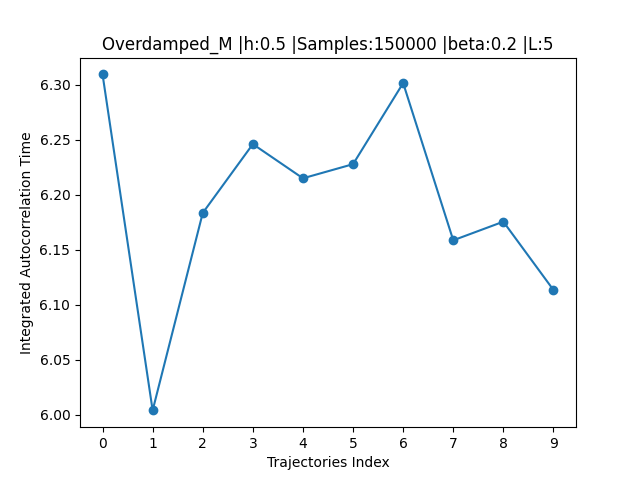 Overdamped_M |h:0.5 |Samples:150000 |beta:0.2 |L:5
Integrated Autocorrelation Time
6.30
6.25
6.20
6.15
6.10
6.05
6.00
0 1 2 3 4 5 6 7 8 9
Trajectories Index